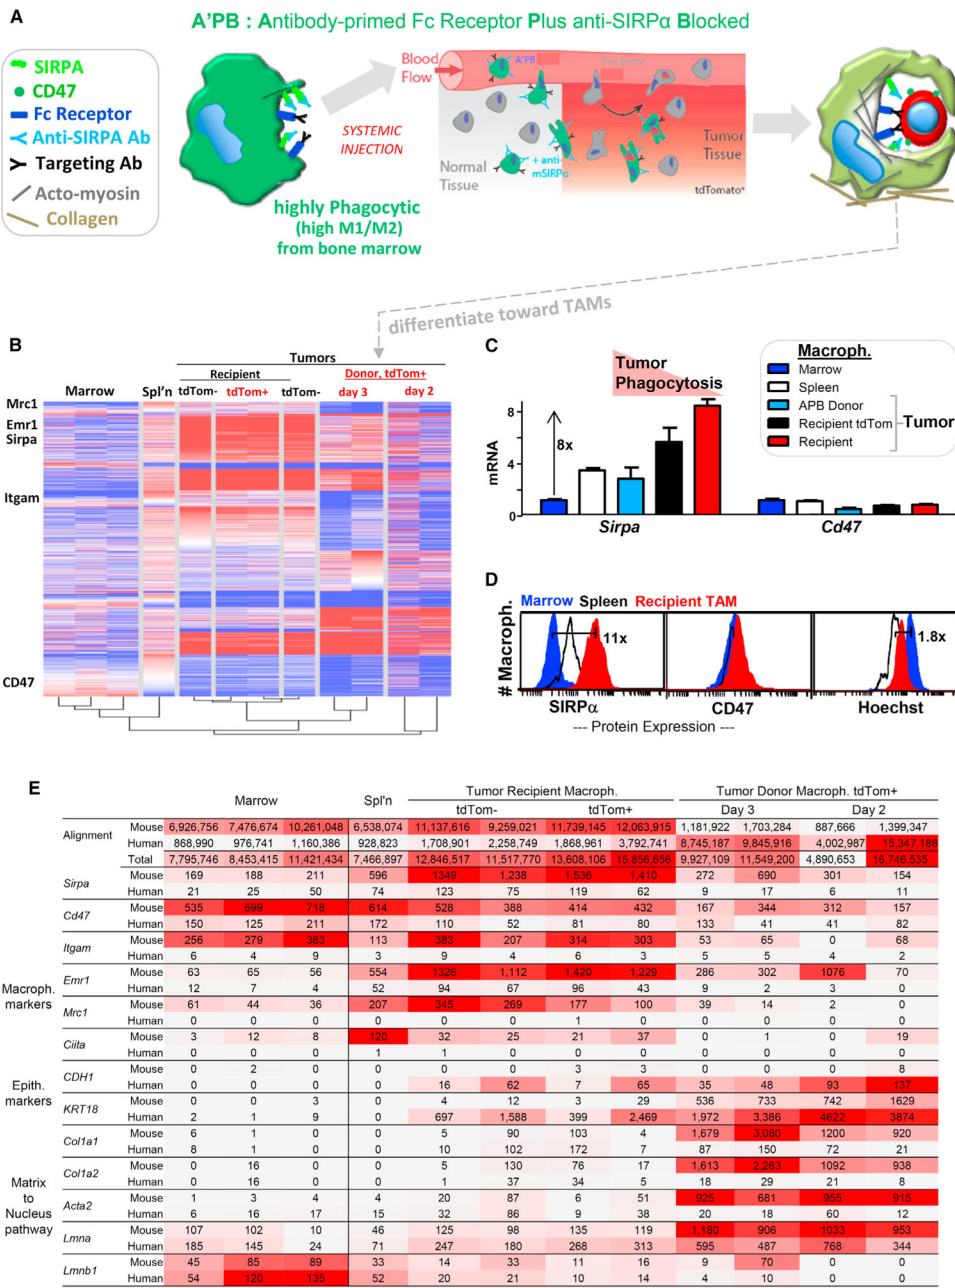 A
A'PB : Antibody-primed Fc Receptor Plus anti-SIRPα Blocked
SIRPA
CD47
Fc Receptor
Anti-SIRPA Ab
Targeting Ab
Acto-myosin
Collagen
highly Phagocytic
(high M1/M2)
from bone marrow
SYSTEMIC
INJECTION
Blood
Flow
A'PB
Recipient
Normal
Tissue
+ anti-
mSIRPα
Tumor
Tissue
tdTomato+
differentiate toward TAMs
B
Tumors
Recipient
Donor, tdTom+
Marrow
Spl'n
tdTom-
tdTom+
tdTom-
day 3
day 2
Mrc1
Emr1
Sirpa
Itgam
CD47
C
Tumor
Phagocytosis
mRNA
8
4
0
8x
Sirpa
Cd47
Macroph.
Marrow
Spleen
APB Donor
Recipient tdTom
Recipient
Tumor
D
Marrow Spleen Recipient TAM
# Macroph.
11x
1.8x
SIRPα
CD47
Hoechst
--- Protein Expression ---
E
Marrow Spl'n Tumor Recipient Macroph. Tumor Donor Macroph. tdTom+
tdTom- tdTom+ Day 3 Day 2
Alignment
Mouse 6,926,756 7,476,674 10,261,048 6,538,074 11,137,616 9,259,021 11,739,145 12,063,915 1,181,922 1,703,284 887,666 1,399,347
Human 868,990 976,741 1,160,386 928,823 1,708,901 2,258,749 1,868,961 3,792,741 8,745,187 9,845,916 4,002,987 15,347,188
Total 7,795,746 8,453,415 11,421,434 7,466,897 12,846,517 11,517,770 13,608,106 15,856,656 9,927,109 11,549,200 4,890,653 16,746,535
Sirpa
Mouse 169 188 211 596 1349 1,238 1,536 1,410 272 690 301 154
Human 21 25 50 74 123 75 119 62 9 17 6 11
Cd47
Mouse 535 699 718 614 528 388 414 432 167 344 312 157
Human 150 125 211 172 110 52 81 80 133 41 41 82
Macroph.
markers
Itgam
Mouse 256 279 363 113 383 207 314 303 53 65 0 68
Human 6 4 9 3 9 4 6 3 5 5 4 2
Emr1
Mouse 63 65 56 554 1326 1,112 1,420 1,229 286 302 1076 70
Human 12 7 4 52 94 67 96 43 9 2 3 0
Mrc1
Mouse 61 44 36 207 345 269 177 100 39 14 2 0
Human 0 0 0 0 0 0 1 0 0 0 0 0
Ciita
Mouse 3 12 8 120 32 25 21 37 0 1 0 19
Human 0 0 0 1 1 0 0 0 0 0 0 0
Epith.
markers
CDH1
Mouse 0 2 0 0 0 0 3 3 0 0 0 8
Human 0 0 0 0 16 62 7 65 35 48 93 137
KRT18
Mouse 0 0 3 0 4 12 3 29 536 733 742 1629
Human 2 1 9 0 697 1,588 399 2,469 1,972 3,386 4622 3874
Matrix
to
Nucleus
pathway
Col1a1
Mouse 6 1 0 0 5 90 103 4 1,679 3,080 1200 920
Human 8 1 0 0 10 102 172 7 87 150 72 21
Col1a2
Mouse 0 16 0 0 5 130 76 17 1,613 2,263 1092 938
Human 0 16 0 0 1 37 34 5 18 29 21 8
Acta2
Mouse 1 3 4 4 20 87 6 51 925 681 955 915
Human 6 16 17 15 32 86 9 38 20 18 60 12
Lmna
Mouse 107 102 10 46 125 98 135 119 1,180 906 1033 953
Human 185 145 24 71 247 180 268 313 595 487 768 344
Lmnb1
Mouse 45 85 89 33 14 33 11 16 9 70 0 0
Human 54 120 135 52 20 21 10 14 4 10 0 0